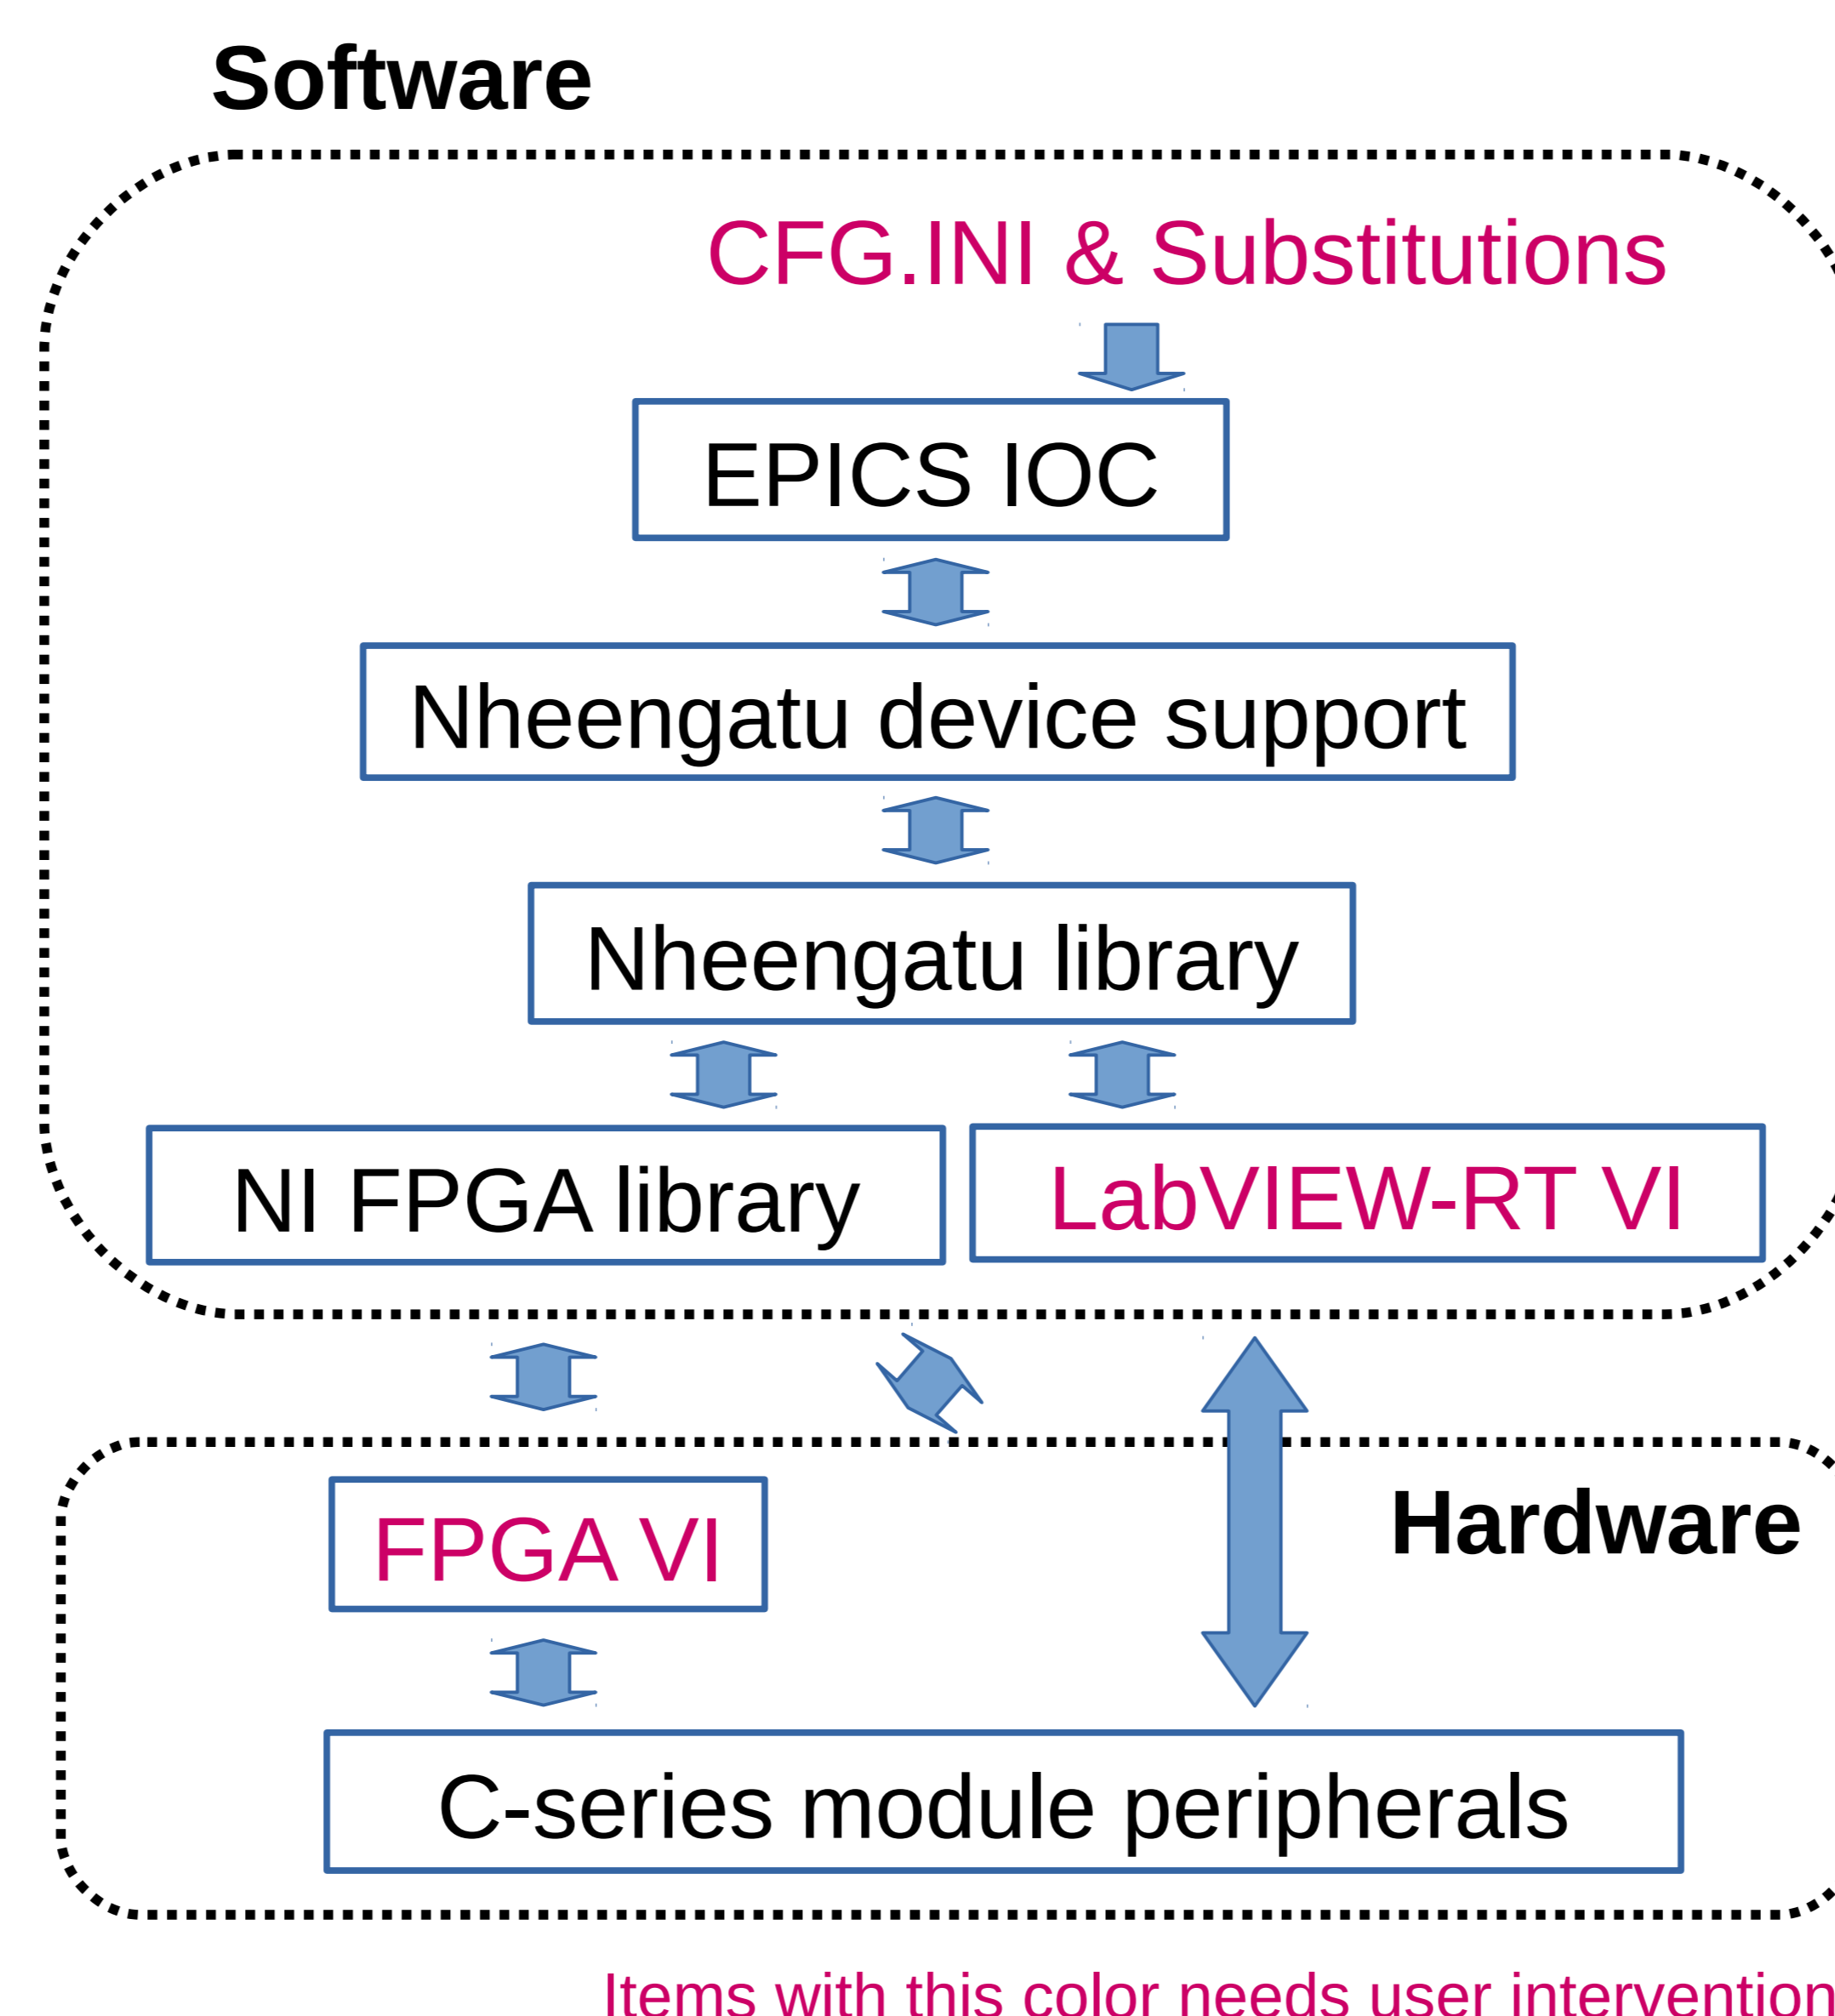 Software
CFG.INI & Substitutions
EPICS IOC
Nheengatu device support
Nheengatu library
NI FPGA library
LabVIEW-RT VI
FPGA VI
Hardware
C-series module peripherals
Items with this color needs user intervention